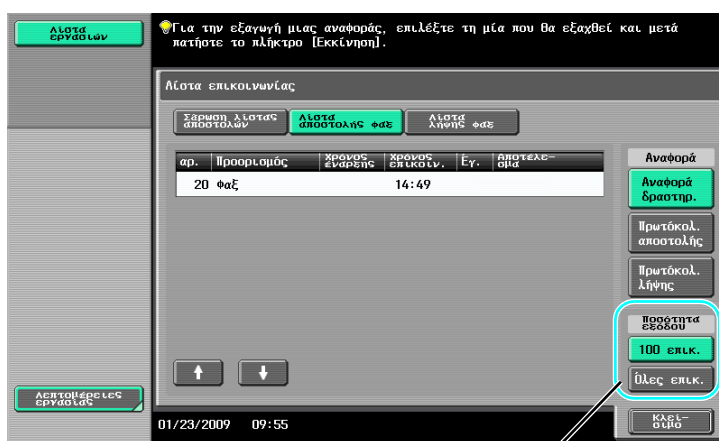 Λίστα
εργασιών
Για την εξαγωγή μιας αναφοράς, επιλέξτε τη μία που θα εξαχθεί και μετά
πατήστε το πλήκτρο [Εκκίνηση].
Λίστα επικοινωνίας
Σάρωση λίστας
αποστολών
Λίστα
αποστολής φαξ
Λίστα
λήψης φαξ
αρ. Προορισμός Χρόνος
έναρξης Χρόνος
επικοιν. Εγ. Αποτέλε-
σμα
20 Φαξ 14:49
Αναφορά
Αναφορά
δραστηρ.
Πρωτόκολ.
αποστολής
Πρωτόκολ.
λήψης
Ποσότητα
εξόδου
100 επικ.
Όλες επικ.
Λεπτομέρειες
εργασίας
01/23/2009 09:55
Κλεί-
σιμο